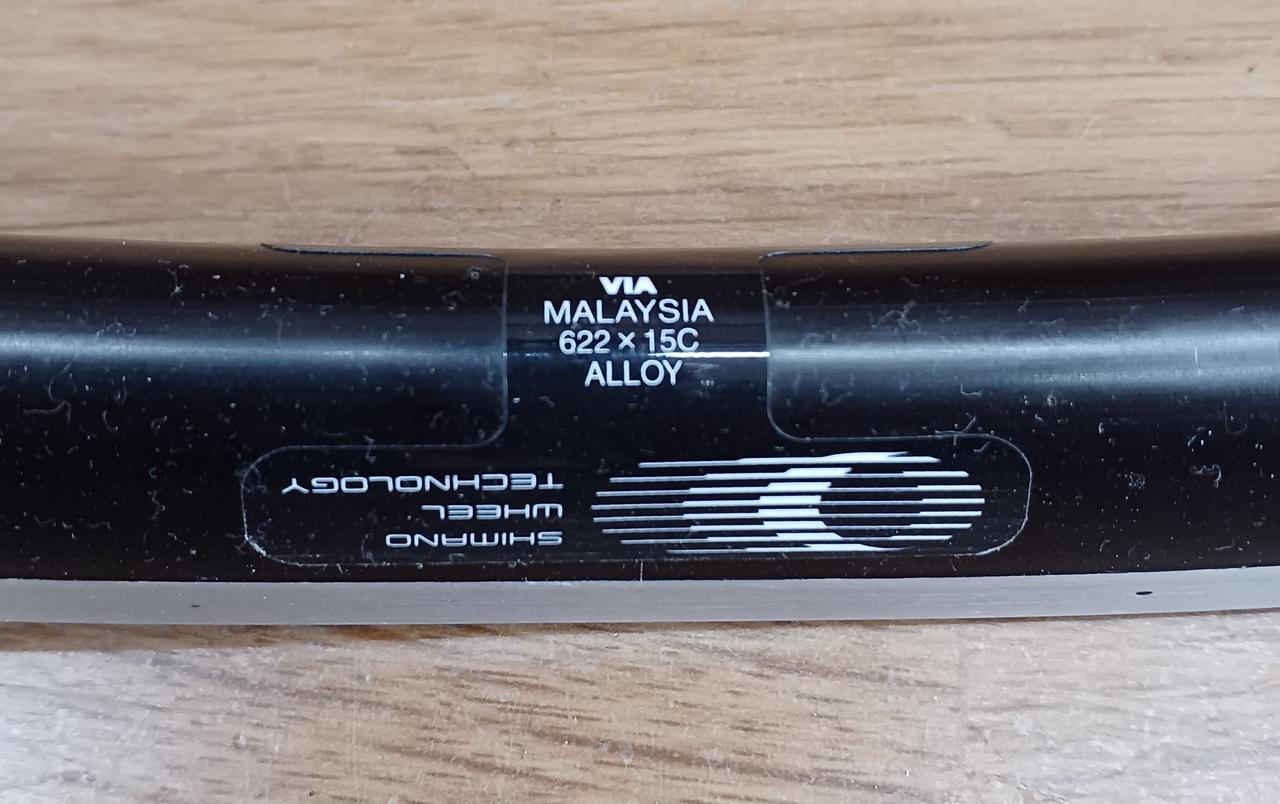 VIA
MALAYSIA
622 × 15C
ALLOY
SHIMANO
WHEEL
TECHNOLOGY